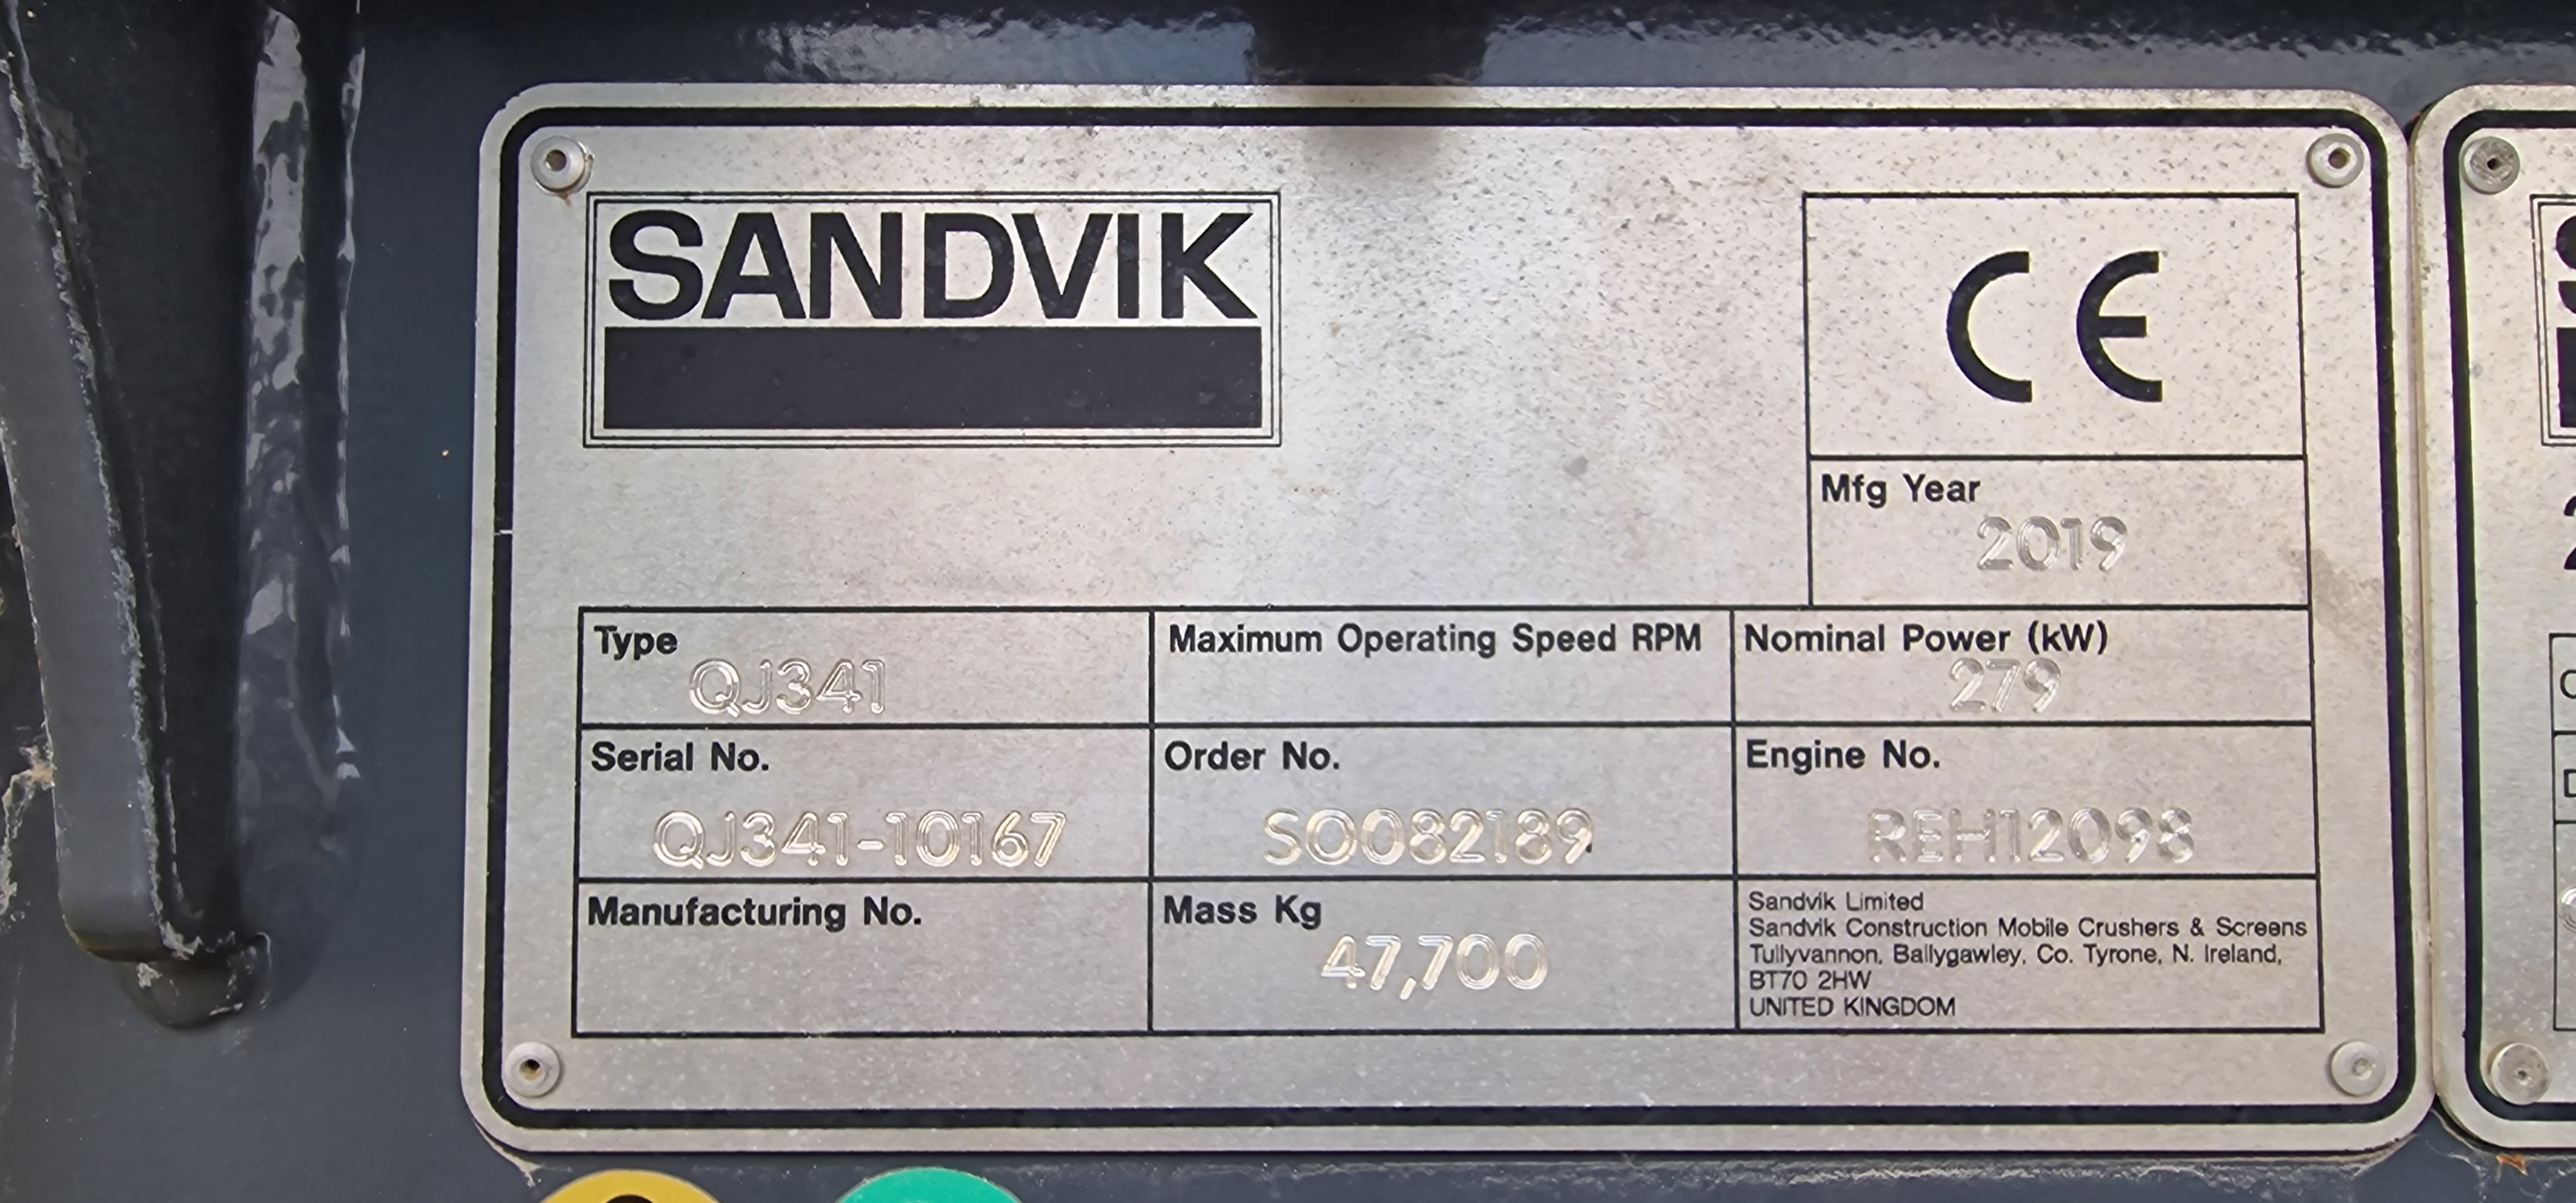 SANDVIK
CE
Mfg Year
2019
Type
QJ341
Maximum Operating Speed RPM
Nominal Power (kW)
279
Serial No.
QJ341-10167
Order No.
SO082189
Engine No.
REH12098
Manufacturing No.
Mass Kg
47,700
Sandvik Limited
Sandvik Construction Mobile Crushers & Screens
Tullyvannon, Ballygawley, Co. Tyrone, N. Ireland,
BT70 2HW
UNITED KINGDOM